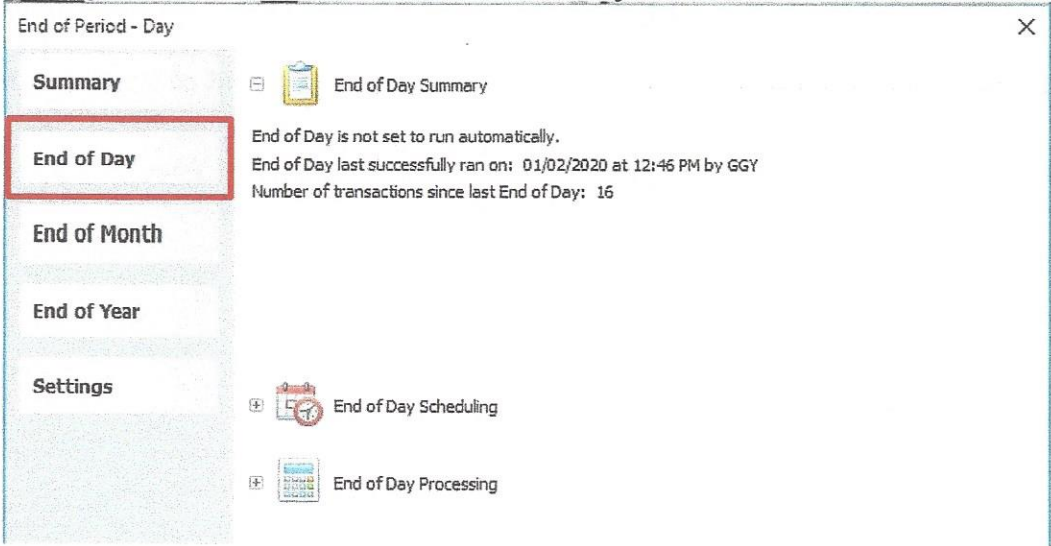 End of Period - Day
Summary
End of Day
End of Month
End of Year
Settings
End of Day Summary
End of Day is not set to run automatically.
End of Day last successfully ran on: 01/02/2020 at 12:46 PM by GGY
Number of transactions since last End of Day: 16
End of Day Scheduling
End of Day Processing